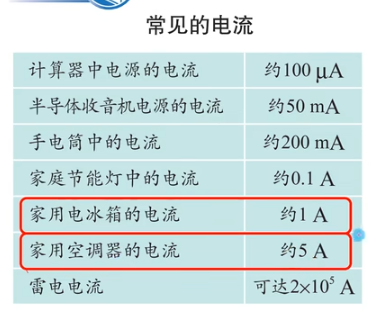 常见的电流
计算器中电源的电流 约100 μA
半导体收音机电源的电流 约50 mA
手电筒中的电流 约200 mA
家庭节能灯中的电流 约0.1 A
家用电冰箱的电流 约1 A
家用空调器的电流 约5 A
雷电电流 可达2×10⁵ A